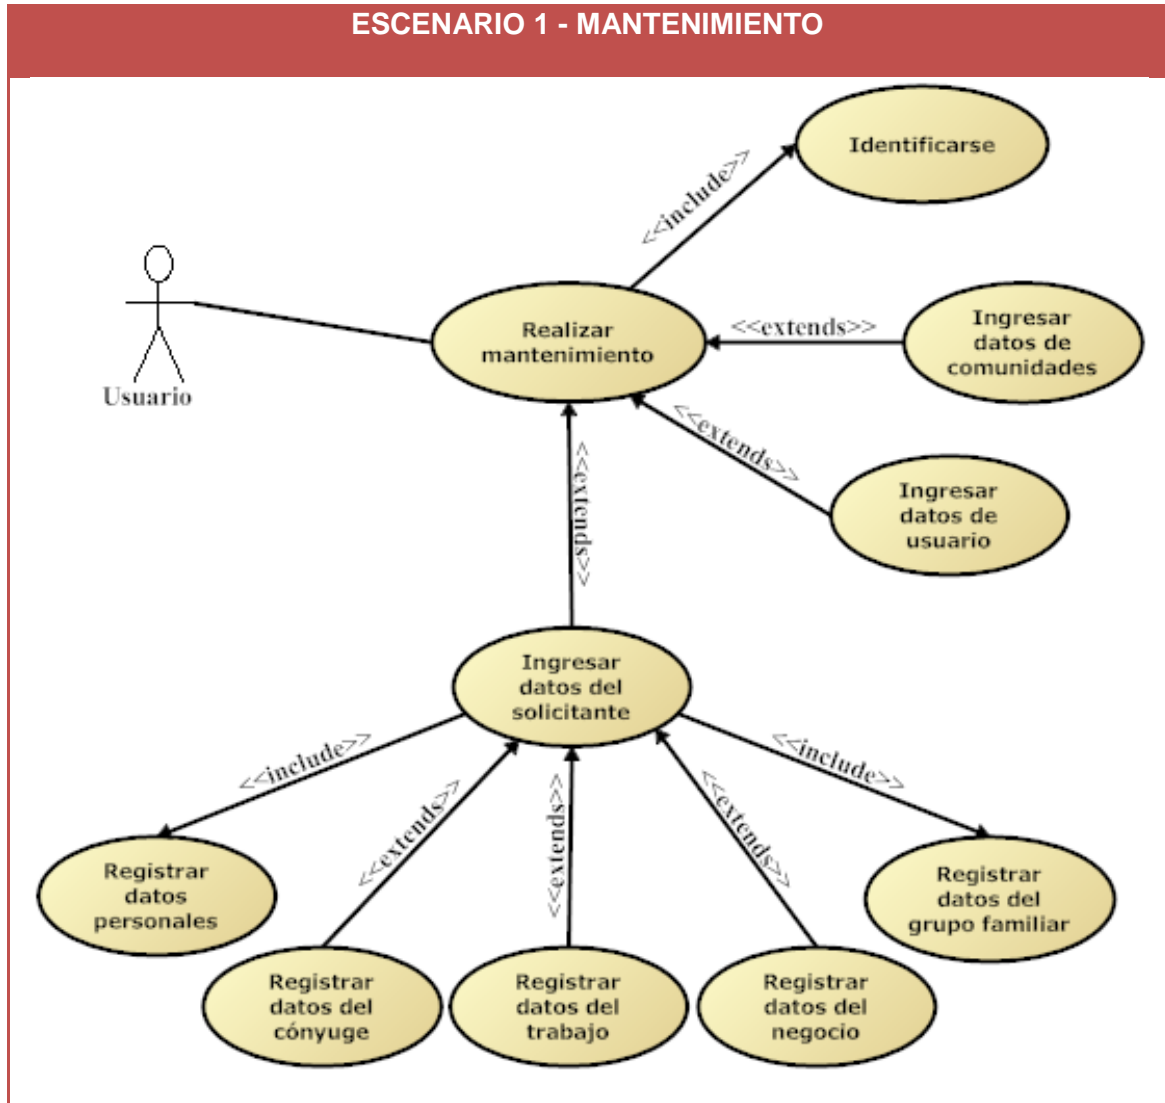 ESCENARIO 1 - MANTENIMIENTO
Identificarse
<<include>>
Usuario
Realizar
mantenimiento
<<extends>>
Ingresar
datos de
comunidades
<<extends>>
Ingresar
datos de
usuario
<<extends>>
Ingresar
datos del
solicitante
<<include>>
<<extends>>
<<extends>>
<<extends>>
<<include>>
Registrar
datos
personales
Registrar
datos del
cónyuge
Registrar
datos del
trabajo
Registrar
datos del
negocio
Registrar
datos del
grupo familiar